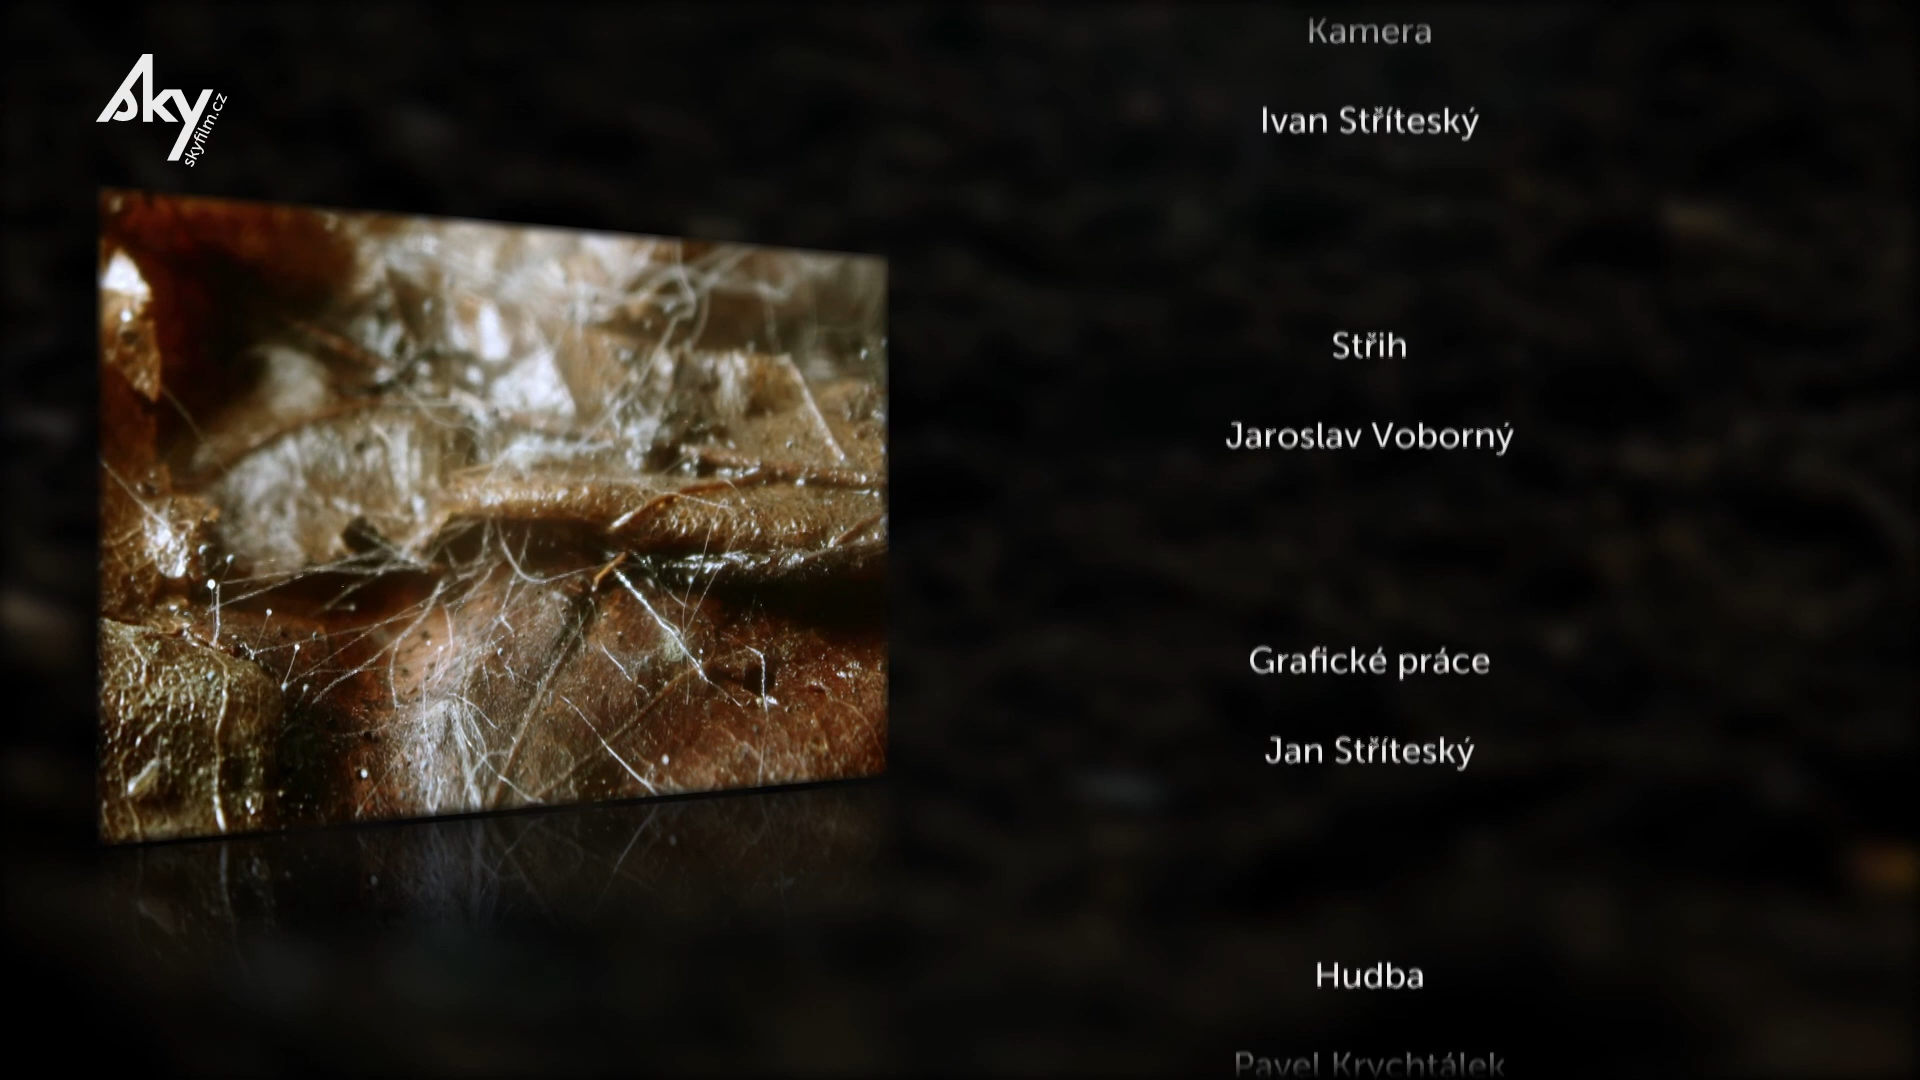 Sky
skyfilm.cz
Kamera
Ivan Stříteský
Střih
Jaroslav Voborný
Grafické práce
Jan Stříteský
Hudba
Pavel Krychtálek